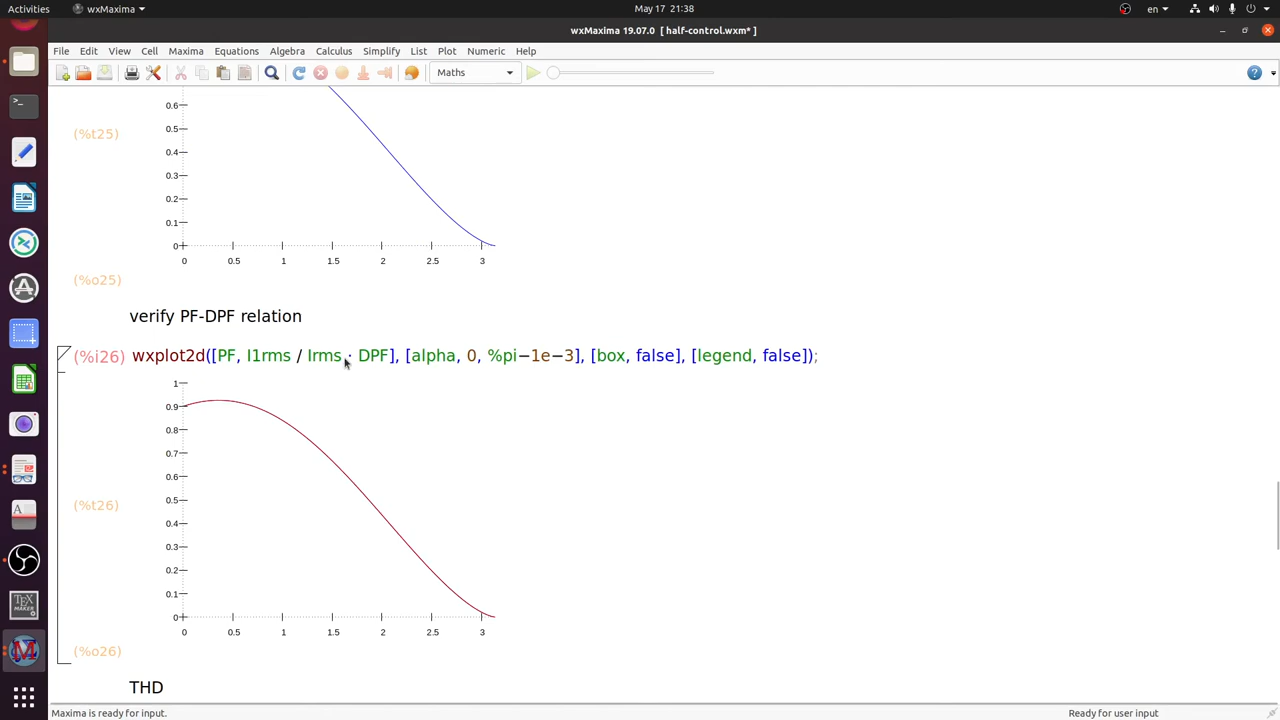 Activities wxMaxima May 17 21:38 en
wxMaxima 19.07.0 [ half-control.wxm* ]
File Edit View Cell Maxima Equations Algebra Calculus Simplify List Plot Numeric Help
Maths
0.6
(%t25)
0.5
0.4
0.3
0.2
0.1
0
0 0.5 1 1.5 2 2.5 3
(%o25)
verify PF-DPF relation
(%i26) wxplot2d([PF, I1rms / Irms · DPF], [alpha, 0, %pi−1e−3], [box, false], [legend, false]);
1
0.9
0.8
0.7
0.6
0.5
(%t26)
0.4
0.3
0.2
0.1
0
0 0.5 1 1.5 2 2.5 3
(%o26)
THD
Maxima is ready for input. Ready for user input